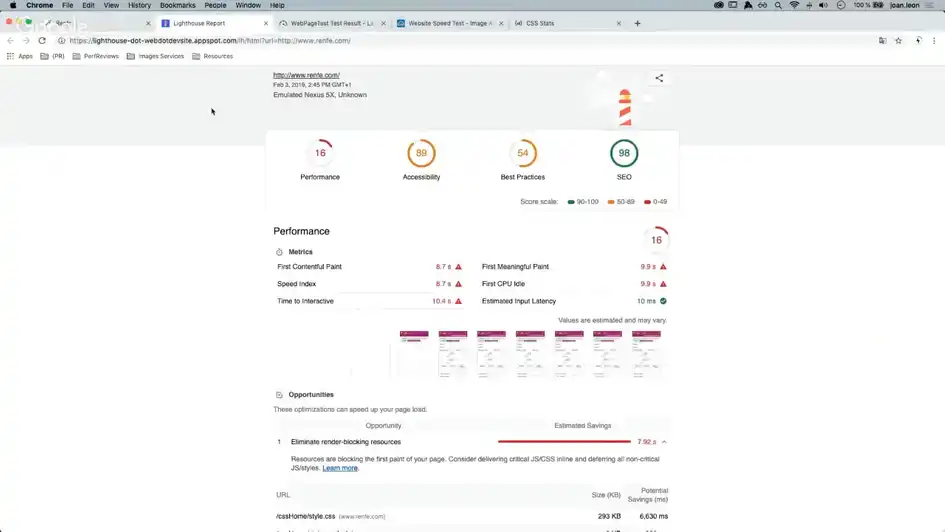 Chrome File Edit View History Bookmarks People Window Help 100 % joan.leon
Lighthouse Report × WebPageTest Test Result - Lo × Website Speed Test - Image A × CSS Stats × +
https://lighthouse-dot-webdotdevsite.appspot.com/lh/html?url=http://www.renfe.com/
Apps (PR) PerfReviews Images Services Resources
http://www.renfe.com/
Feb 3, 2019, 2:45 PM GMT+1
Emulated Nexus 5X, Unknown
16 89 54 98
Performance Accessibility Best Practices SEO
Score scale: 90-100 50-89 0-49
Performance
16
Metrics
First Contentful Paint 8.7 s First Meaningful Paint 9.9 s
Speed Index 8.7 s First CPU Idle 9.9 s
Time to Interactive 10.4 s Estimated Input Latency 10 ms
Values are estimated and may vary.
Opportunities
These optimizations can speed up your page load.
Opportunity Estimated Savings
1 Eliminate render-blocking resources 7.92 s
Resources are blocking the first paint of your page. Consider delivering critical JS/CSS inline and deferring all non-critical
JS/styles. Learn more.
URL Size (KB) Potential
Savings (ms)
/cssHome/style.css (www.renfe.com) 293 KB 6,630 ms